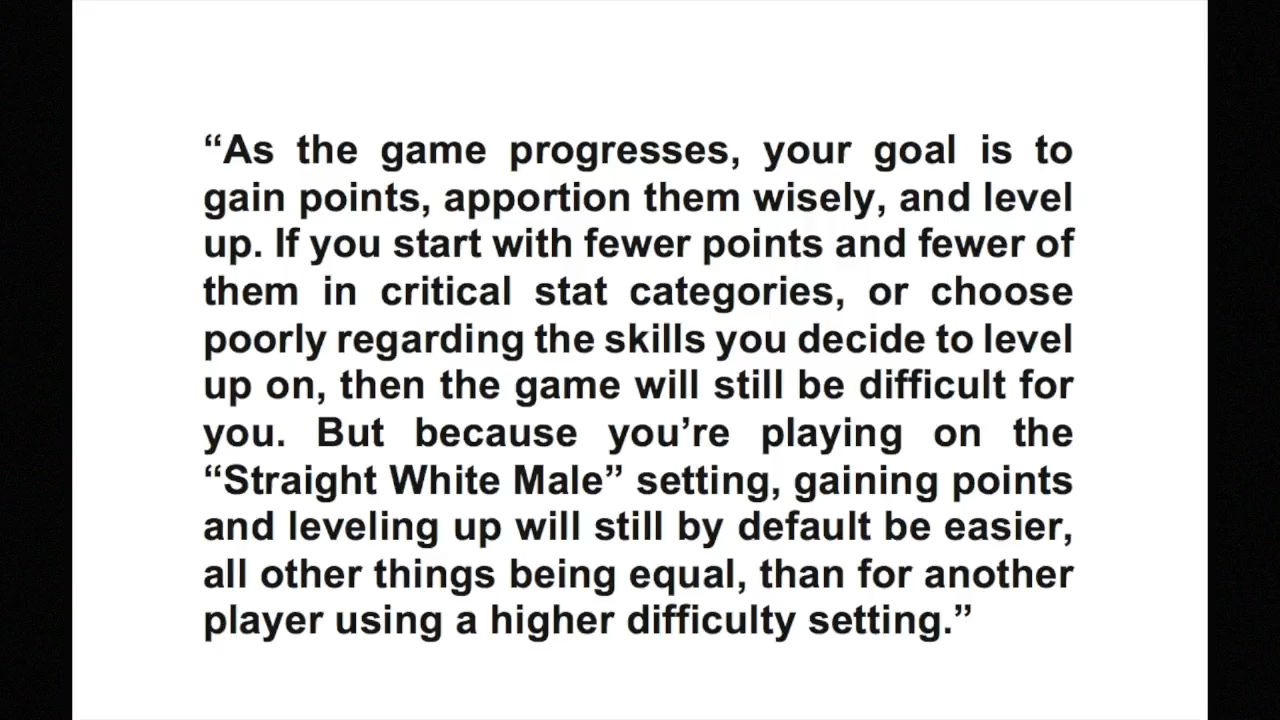 “As the game progresses, your goal is to
gain points, apportion them wisely, and level
up. If you start with fewer points and fewer of
them in critical stat categories, or choose
poorly regarding the skills you decide to level
up on, then the game will still be difficult for
you. But because you’re playing on the
“Straight White Male” setting, gaining points
and leveling up will still by default be easier,
all other things being equal, than for another
player using a higher difficulty setting.”